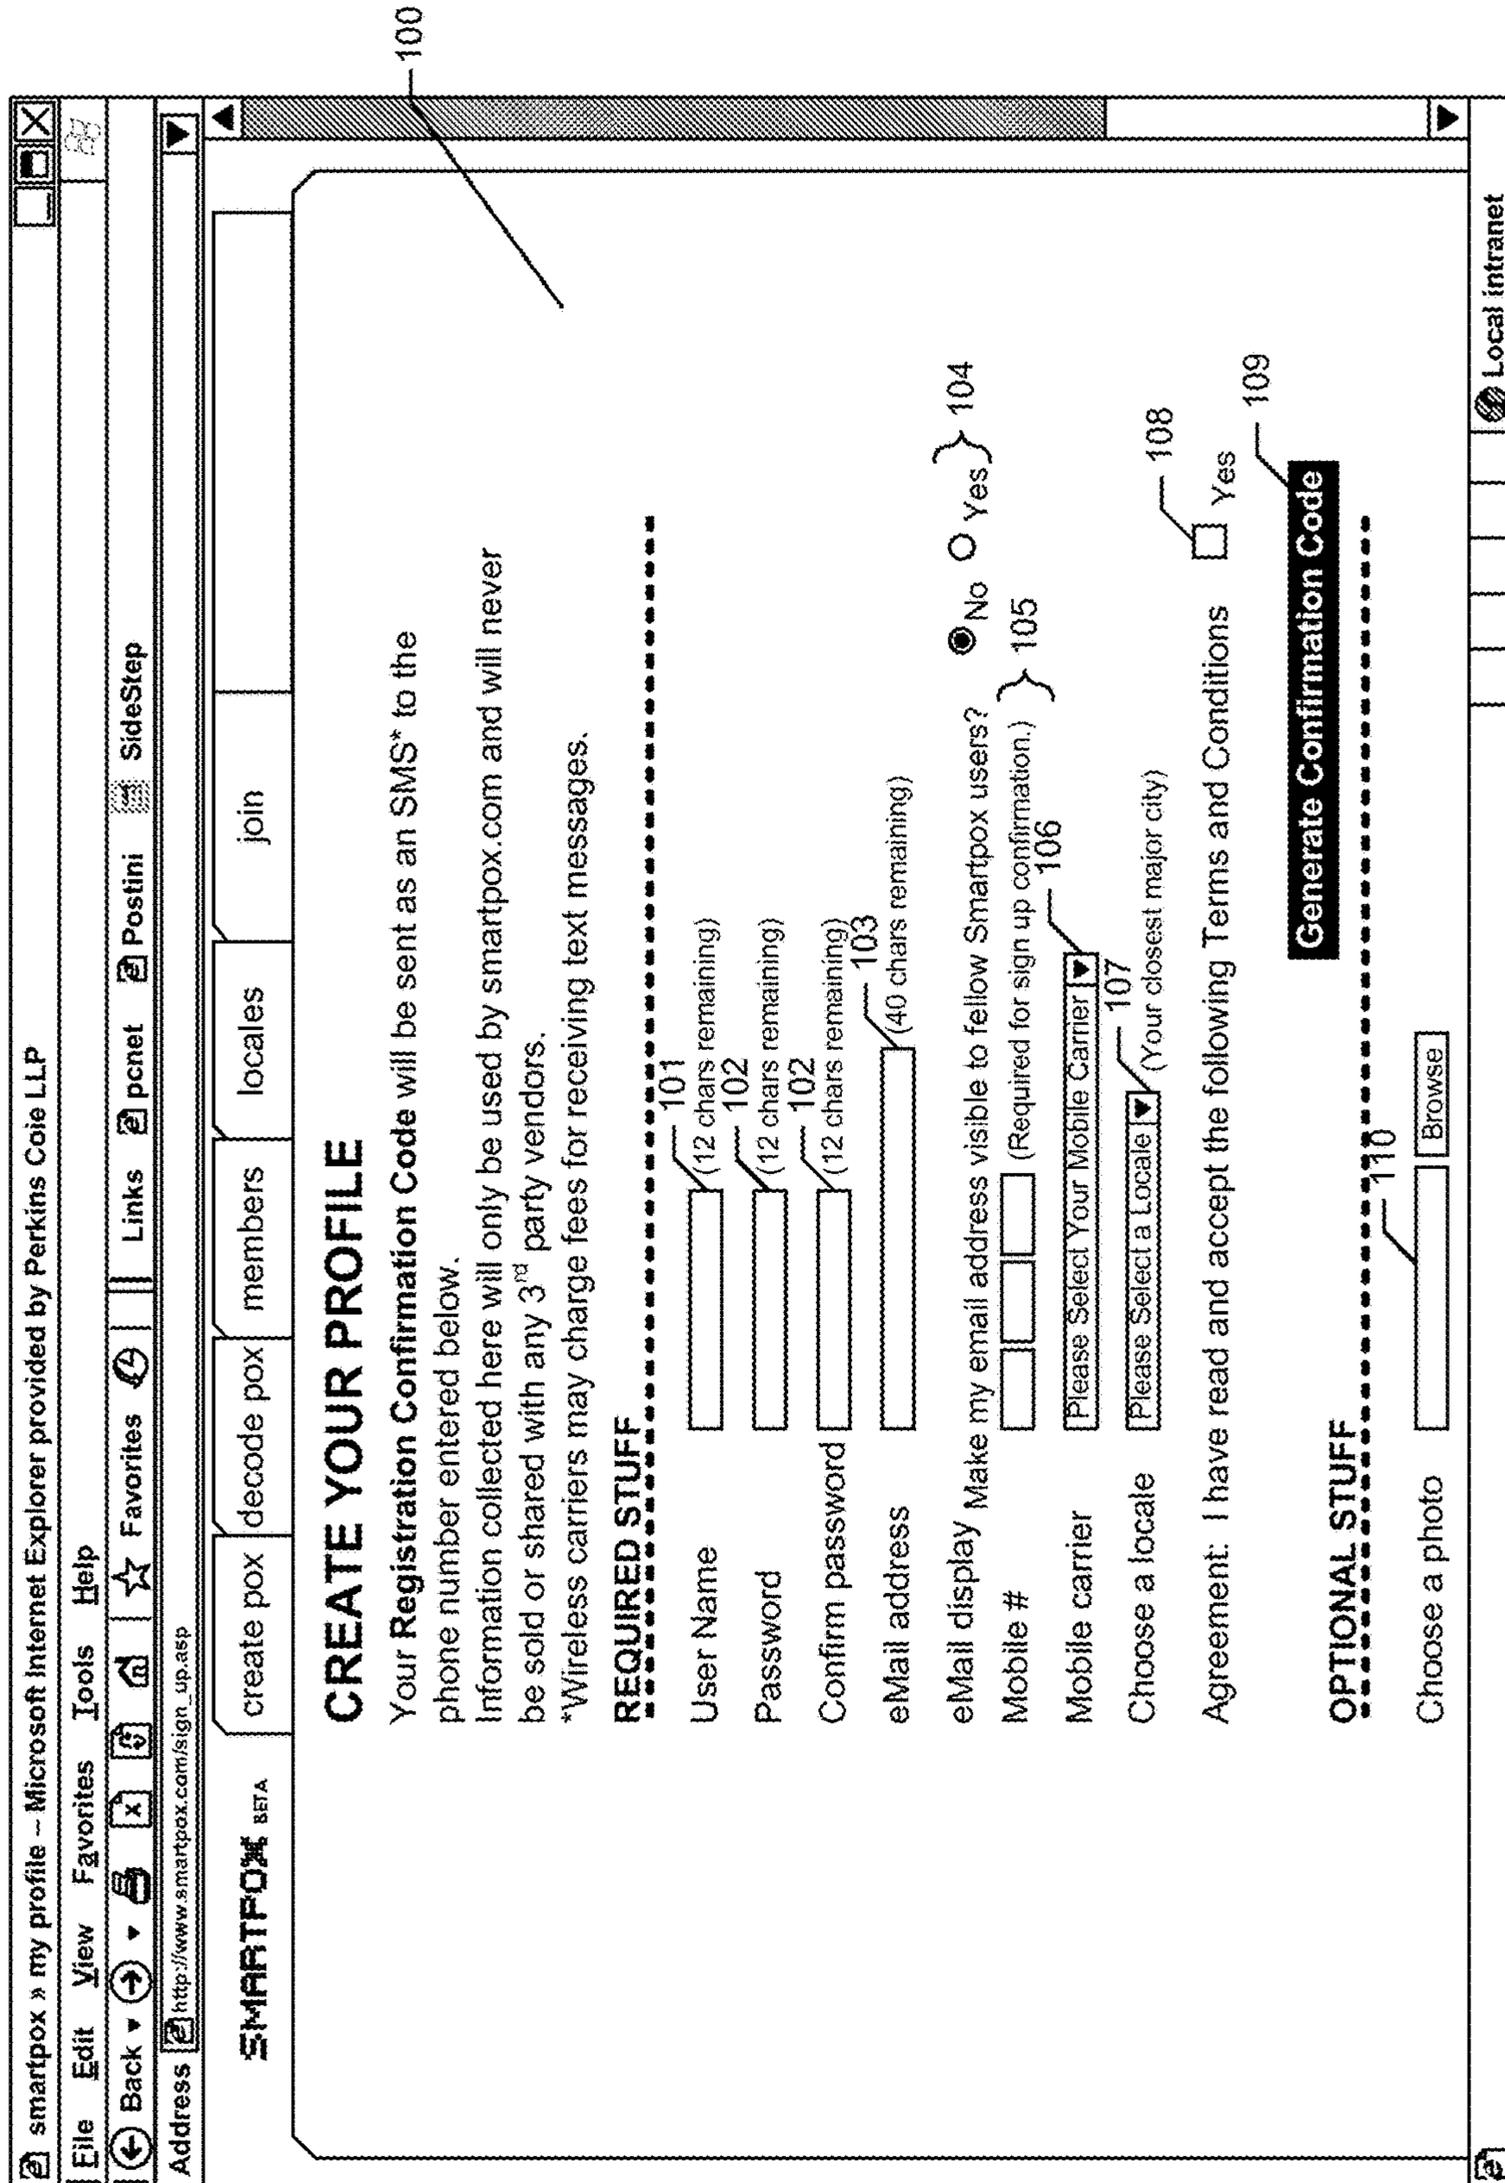 smartpox » my profile – Microsoft Internet Explorer provided by Perkins Coie LLP
File Edit View Favorites Tools Help
Back Favorites Links pcnet Postini SideStep
Address http://www.smartpox.com/sign_up.asp
SMARTPOX BETA
create pox decode pox members locales join
100
CREATE YOUR PROFILE
Your Registration Confirmation Code will be sent as an SMS* to the
phone number entered below.
Information collected here will only be used by smartpox.com and will never
be sold or shared with any 3rd party vendors.
*Wireless carriers may charge fees for receiving text messages.
REQUIRED STUFF
101
User Name (12 chars remaining)
102
Password (12 chars remaining)
102
Confirm password (12 chars remaining)
103
eMail address (40 chars remaining)
eMail display Make my email address visible to fellow Smartpox users? No Yes 104
Mobile # (Required for sign up confirmation.) 105
106
Mobile carrier Please Select Your Mobile Carrier
107
Choose a locale Please Select a Locale (Your closest major city)
108
Agreement: I have read and accept the following Terms and Conditions Yes
109
Generate Confirmation Code
OPTIONAL STUFF
110
Choose a photo Browse
Local intranet